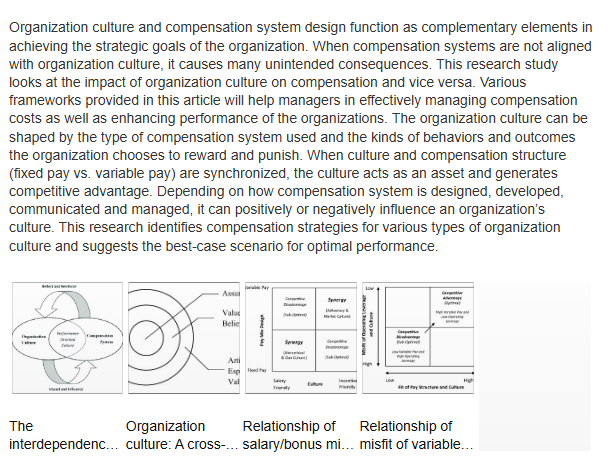 Organization culture and compensation system design function as complementary elements in
achieving the strategic goals of the organization. When compensation systems are not aligned
with organization culture, it causes many unintended consequences. This research study
looks at the impact of organization culture on compensation and vice versa. Various
frameworks provided in this article will help managers in effectively managing compensation
costs as well as enhancing performance of the organizations. The organization culture can be
shaped by the type of compensation system used and the kinds of behaviors and outcomes
the organization chooses to reward and punish. When culture and compensation structure
(fixed pay vs. variable pay) are synchronized, the culture acts as an asset and generates
competitive advantage. Depending on how compensation system is designed, developed,
communicated and managed, it can positively or negatively influence an organization's
culture. This research identifies compensation strategies for various types of organization
culture and suggests the best-case scenario for optimal performance.
Select and Reinforce
Organization
Culture
Performance
Oriented
Culture
Compensation
System
Assu
Value
Belie
Arti
Esp
Val
Variable Pay
Pay Mix Design
Fixed Pay
Competitive
Disadvantage
(Sub-Optimal)
Synergy
Market Culture)
Synergy
(Hierarchical
& Clan Culture)
Competitive
Disadvantage
(Sub-Optimal)
Salary
Friendly
Culture
Incentive
Friendly
Low
Misfit of Operating Leverage
and Culture
High
Competitive
Advantage
(Optimal)
Competitive
Disadvantage
(Sub-Optimal)
Low
High
Fit of Pay Structure and Culture
The
interdependenc...
Organization
culture: A cross-...
Relationship of
salary/bonus mi...
Relationship of
misfit of variable...